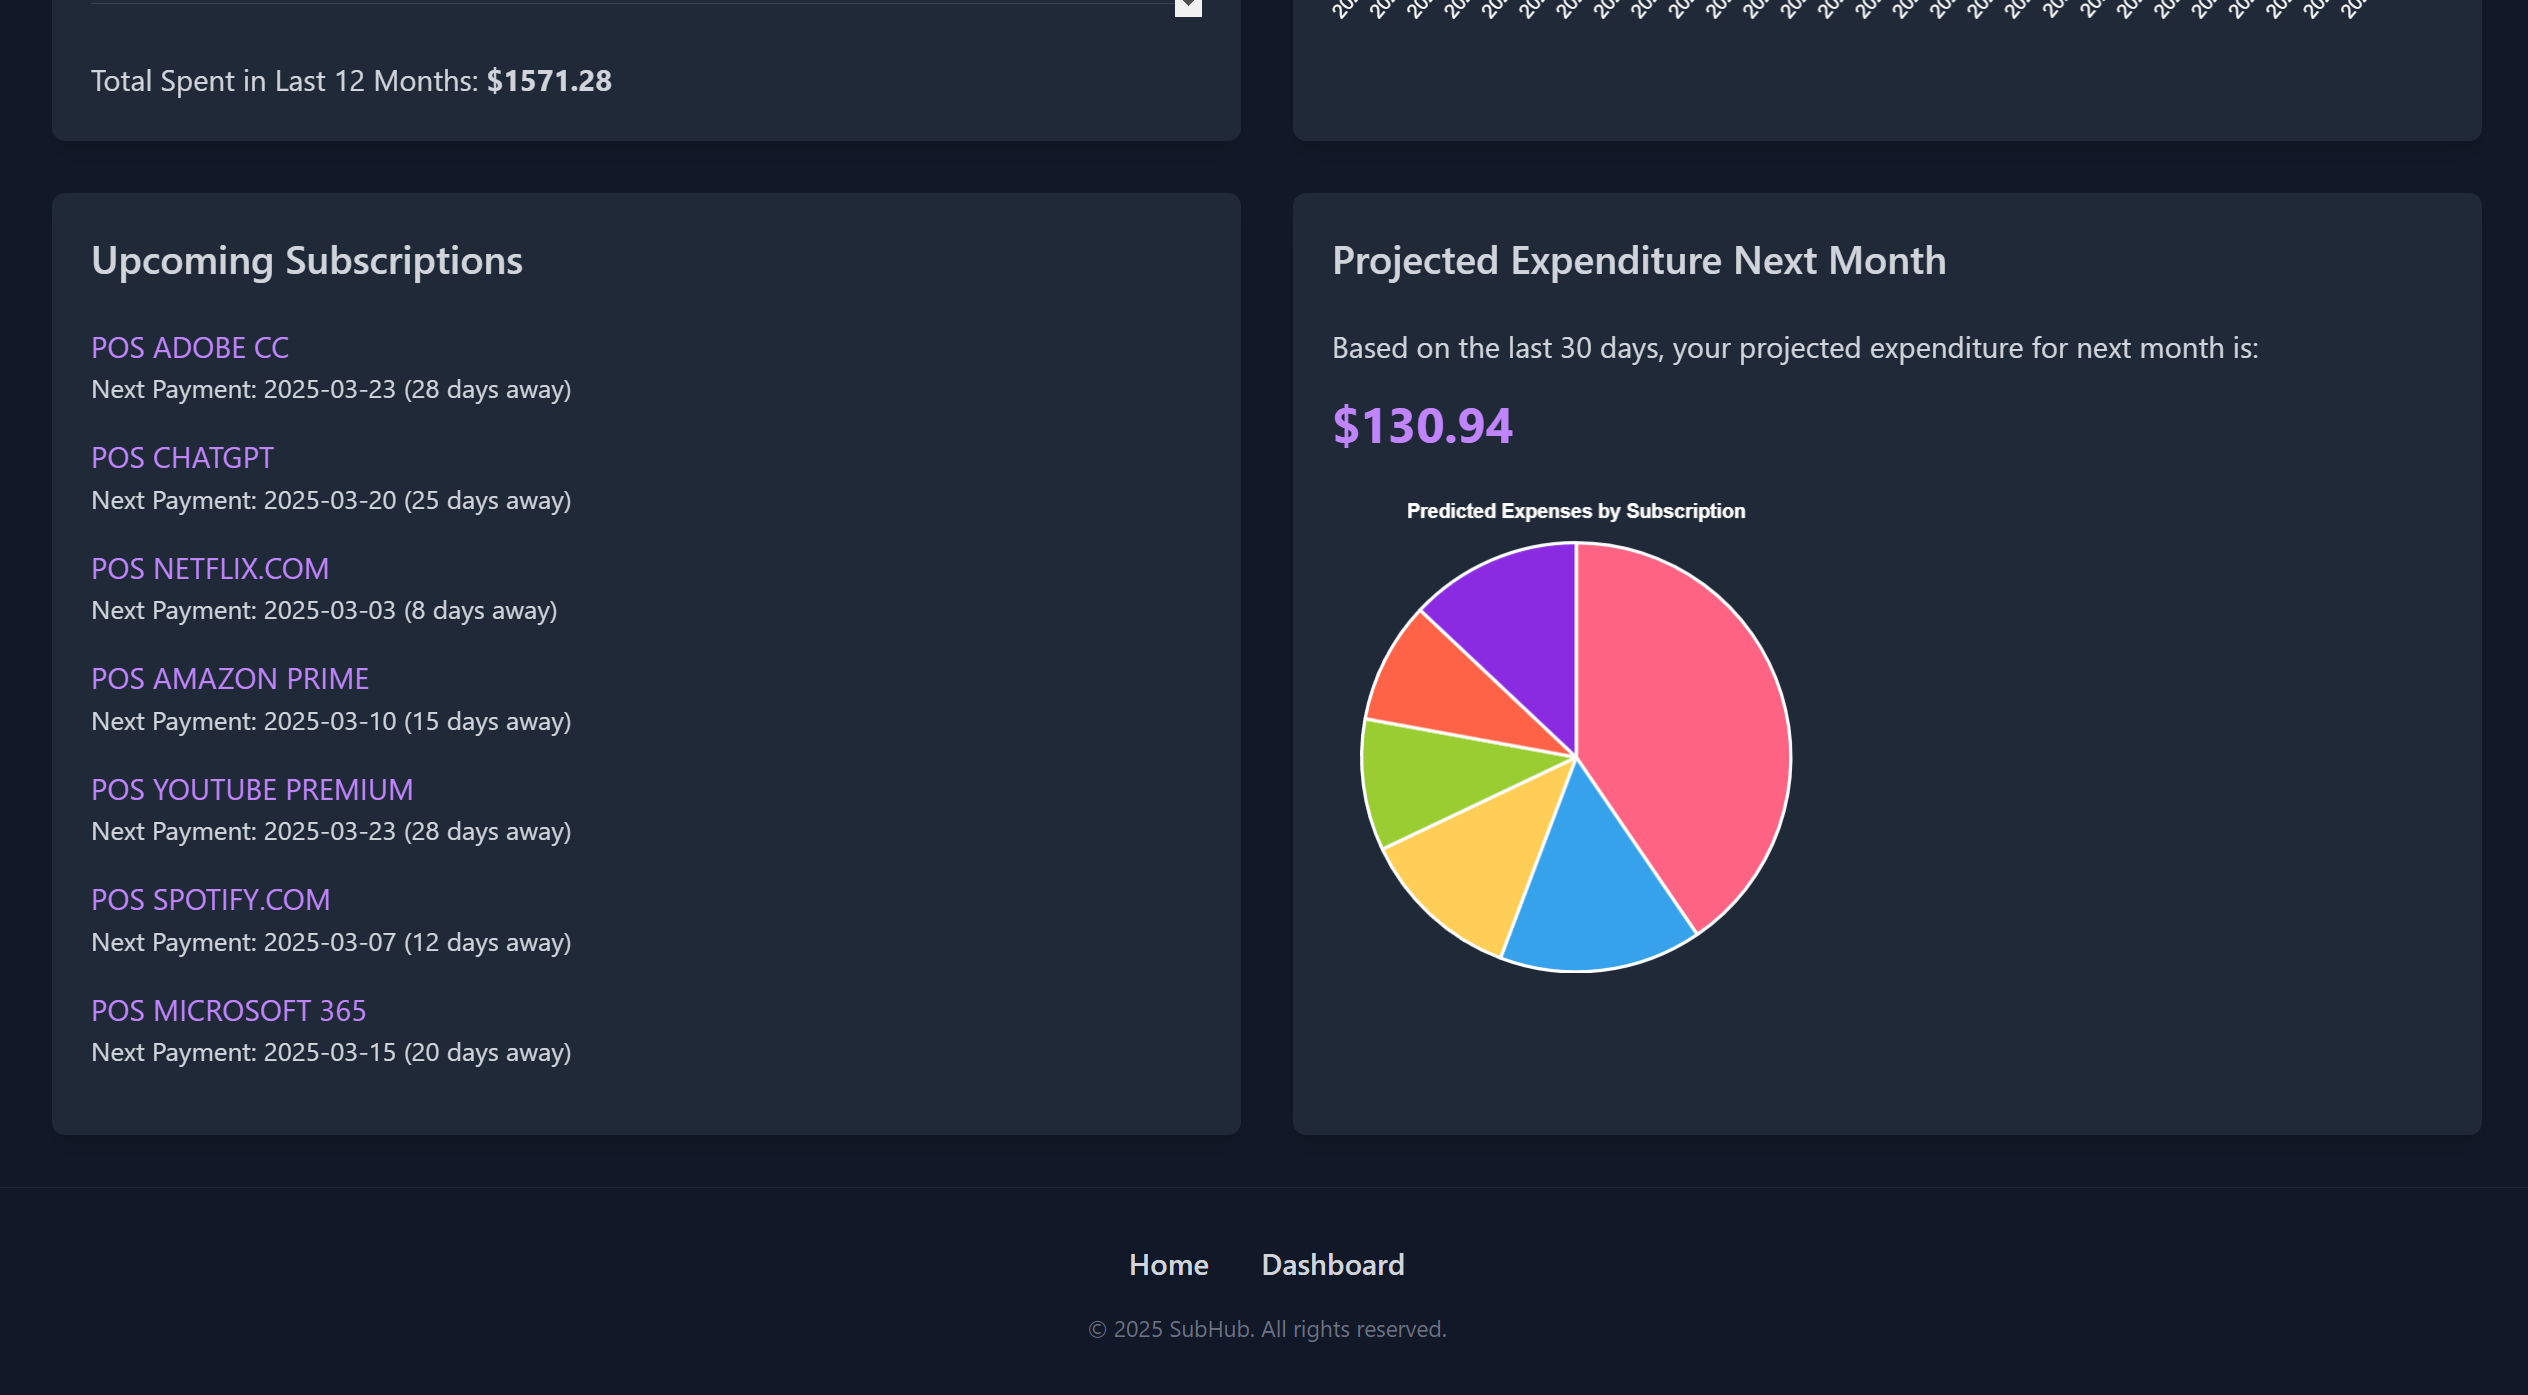 Total Spent in Last 12 Months: $1571.28
Upcoming Subscriptions
POS ADOBE CC
Next Payment: 2025-03-23 (28 days away)
POS CHATGPT
Next Payment: 2025-03-20 (25 days away)
POS NETFLIX.COM
Next Payment: 2025-03-03 (8 days away)
POS AMAZON PRIME
Next Payment: 2025-03-10 (15 days away)
POS YOUTUBE PREMIUM
Next Payment: 2025-03-23 (28 days away)
POS SPOTIFY.COM
Next Payment: 2025-03-07 (12 days away)
POS MICROSOFT 365
Next Payment: 2025-03-15 (20 days away)
Projected Expenditure Next Month
Based on the last 30 days, your projected expenditure for next month is:
$130.94
Predicted Expenses by Subscription
Home Dashboard
© 2025 SubHub. All rights reserved.